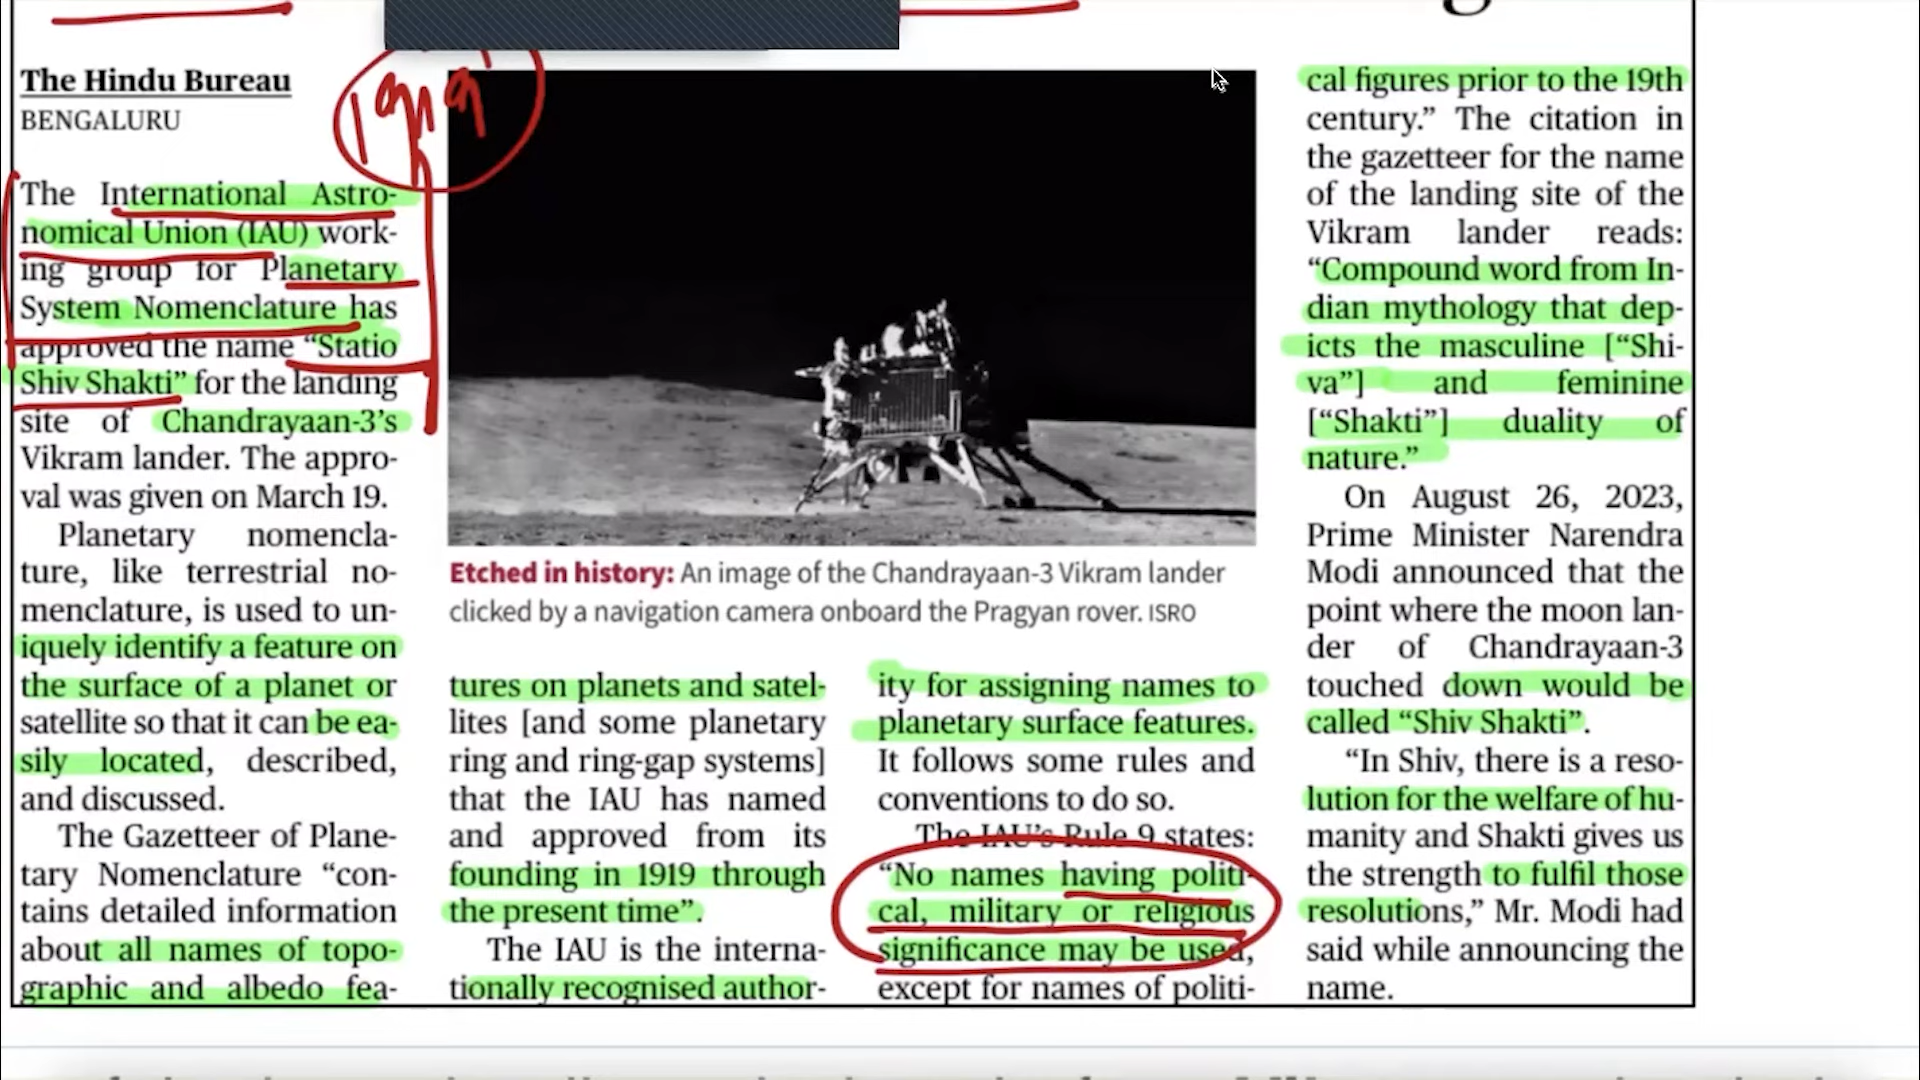 The Hindu Bureau
BENGALURU
The International Astro-
nomical Union (IAU) work-
ing group for Planetary
System Nomenclature has
approved the name “Statio
Shiv Shakti” for the landing
site of Chandrayaan-3’s
Vikram lander. The appro-
val was given on March 19.
Planetary nomencla-
ture, like terrestrial no-
menclature, is used to un-
iquely identify a feature on
the surface of a planet or
satellite so that it can be ea-
sily located, described,
and discussed.
The Gazetteer of Plane-
tary Nomenclature “con-
tains detailed information
about all names of topo-
graphic and albedo fea-
Etched in history: An image of the Chandrayaan-3 Vikram lander
clicked by a navigation camera onboard the Pragyan rover. ISRO
tures on planets and satel-
lites [and some planetary
ring and ring-gap systems]
that the IAU has named
and approved from its
founding in 1919 through
the present time”.
The IAU is the interna-
tionally recognised author-
ity for assigning names to
planetary surface features.
It follows some rules and
conventions to do so.
The IAU’s Rule 9 states:
“No names having politi-
cal, military or religious
significance may be used,
except for names of politi-
cal figures prior to the 19th
century.” The citation in
the gazetteer for the name
of the landing site of the
Vikram lander reads:
“Compound word from In-
dian mythology that dep-
icts the masculine [“Shi-
va”] and feminine
[“Shakti”] duality of
nature.”
On August 26, 2023,
Prime Minister Narendra
Modi announced that the
point where the moon lan-
der of Chandrayaan-3
touched down would be
called “Shiv Shakti”.
“In Shiv, there is a reso-
lution for the welfare of hu-
manity and Shakti gives us
the strength to fulfil those
resolutions,” Mr. Modi had
said while announcing the
name.